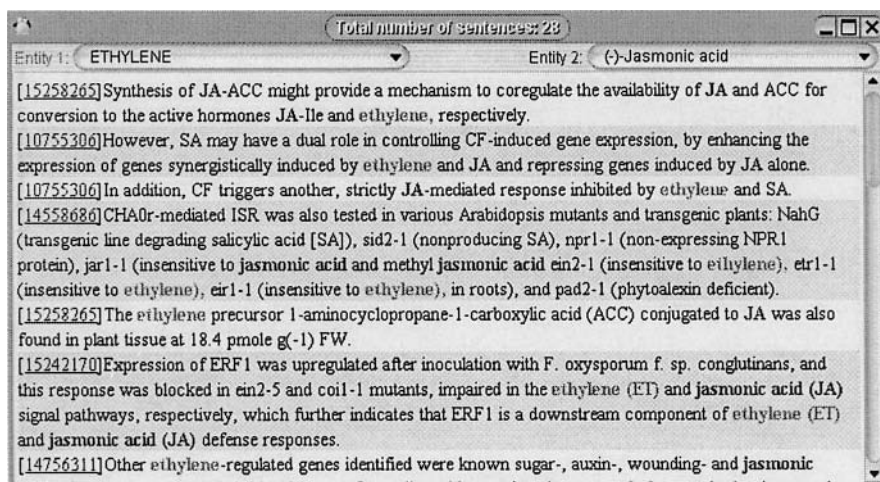 Total number of sentences: 28
Entity 1: ETHYLENE Entity 2: (-)-Jasmonic acid
[15258265]Synthesis of JA-ACC might provide a mechanism to coregulate the availability of JA and ACC for
conversion to the active hormones JA-Ile and ethylene, respectively.
[10755306]However, SA may have a dual role in controlling CF-induced gene expression, by enhancing the
expression of genes synergistically induced by ethylene and JA and repressing genes induced by JA alone.
[10755306]In addition, CF triggers another, strictly JA-mediated response inhibited by ethylene and SA.
[14558686]CHA0r-mediated ISR was also tested in various Arabidopsis mutants and transgenic plants: NahG
(transgenic line degrading salicylic acid [SA]), sid2-1 (nonproducing SA), npr1-1 (non-expressing NPR1
protein), jar1-1 (insensitive to jasmonic acid and methyl jasmonic acid ein2-1 (insensitive to ethylene), etr1-1
(insensitive to ethylene), eir1-1 (insensitive to ethylene), in roots), and pad2-1 (phytoalexin deficient).
[15258265]The ethylene precursor 1-aminocyclopropane-1-carboxylic acid (ACC) conjugated to JA was also
found in plant tissue at 18.4 pmole g(-1) FW.
[15242170]Expression of ERF1 was upregulated after inoculation with F. oxysporum f. sp. conglutinans, and
this response was blocked in ein2-5 and coi1-1 mutants, impaired in the ethylene (ET) and jasmonic acid (JA)
signal pathways, respectively, which further indicates that ERF1 is a downstream component of ethylene (ET)
and jasmonic acid (JA) defense responses.
[14756311]Other ethylene-regulated genes identified were known sugar-, auxin-, wounding- and jasmonic